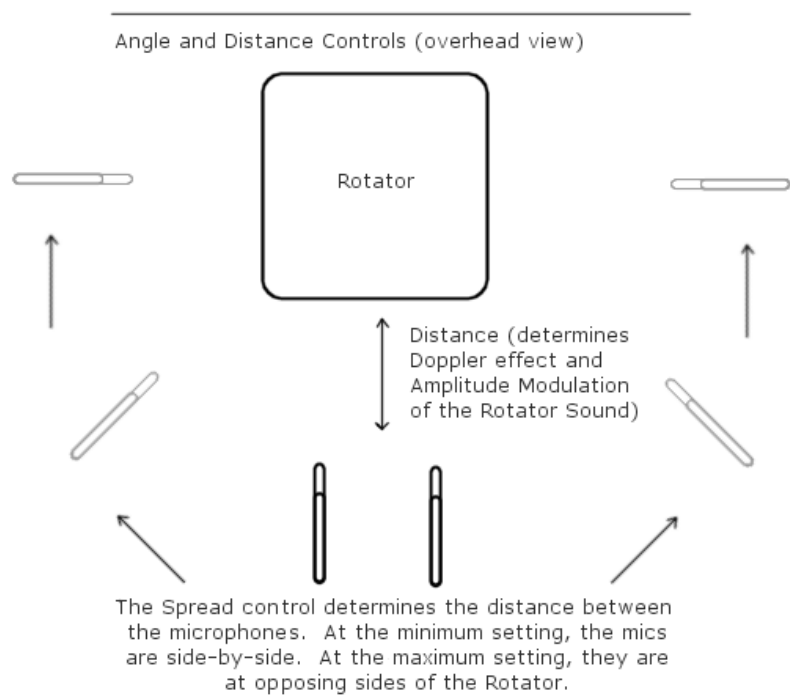 Angle and Distance Controls (overhead view)
Rotator
Distance (determines
Doppler effect and
Amplitude Modulation
of the Rotator Sound)
The Spread control determines the distance between
the microphones.  At the minimum setting, the mics
are side-by-side.  At the maximum setting, they are
at opposing sides of the Rotator.